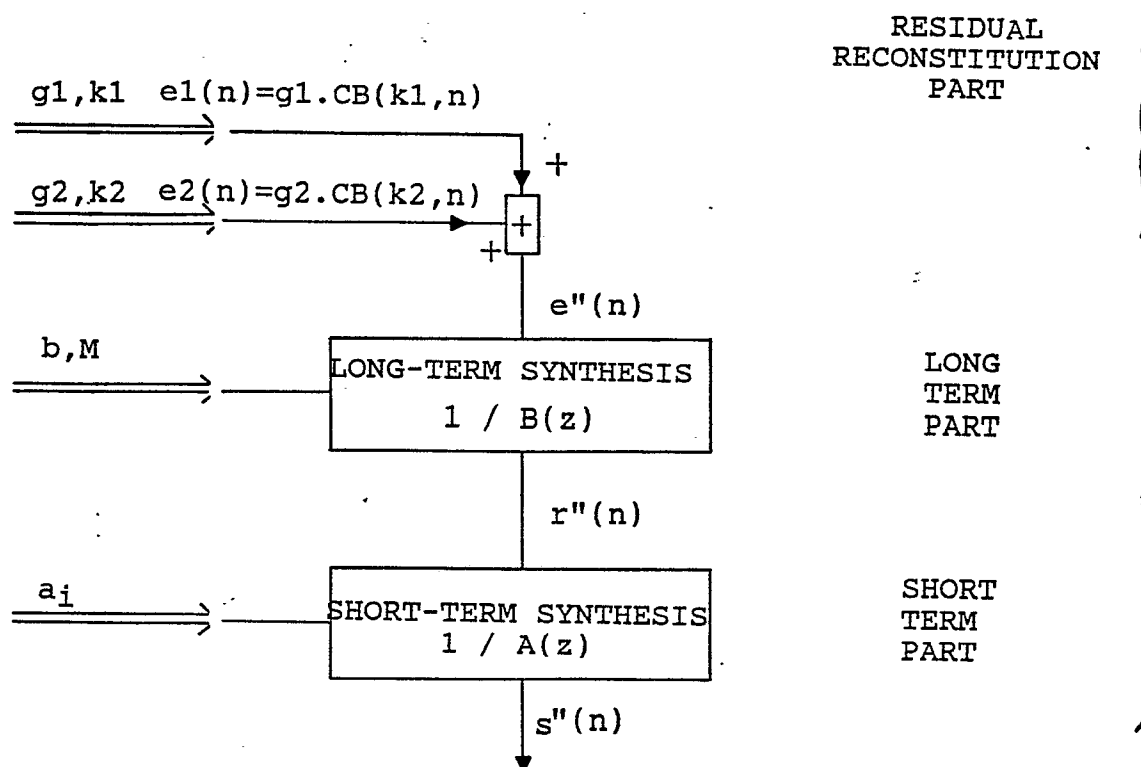 RESIDUAL
RECONSTITUTION
PART
g1,k1 e1(n)=g1.CB(k1,n)
+
g2,k2 e2(n)=g2.CB(k2,n)
+
+
e"(n)
b,M
LONG-TERM SYNTHESIS
1 / B(z)
LONG
TERM
PART
r"(n)
ai
SHORT-TERM SYNTHESIS
1 / A(z)
SHORT
TERM
PART
s"(n)